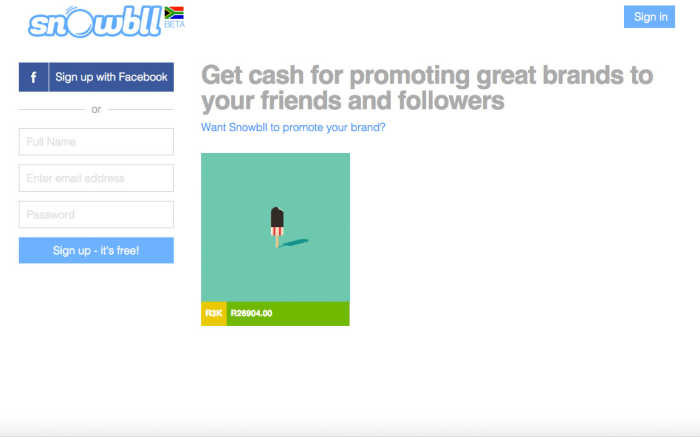 snowbll
BETA
Sign in
f
Sign up with Facebook
or
Full Name
Enter email address
Password
Sign up - it's free!
Get cash for promoting great brands to
your friends and followers
Want Snowbll to promote your brand?
R3K
R26904.00